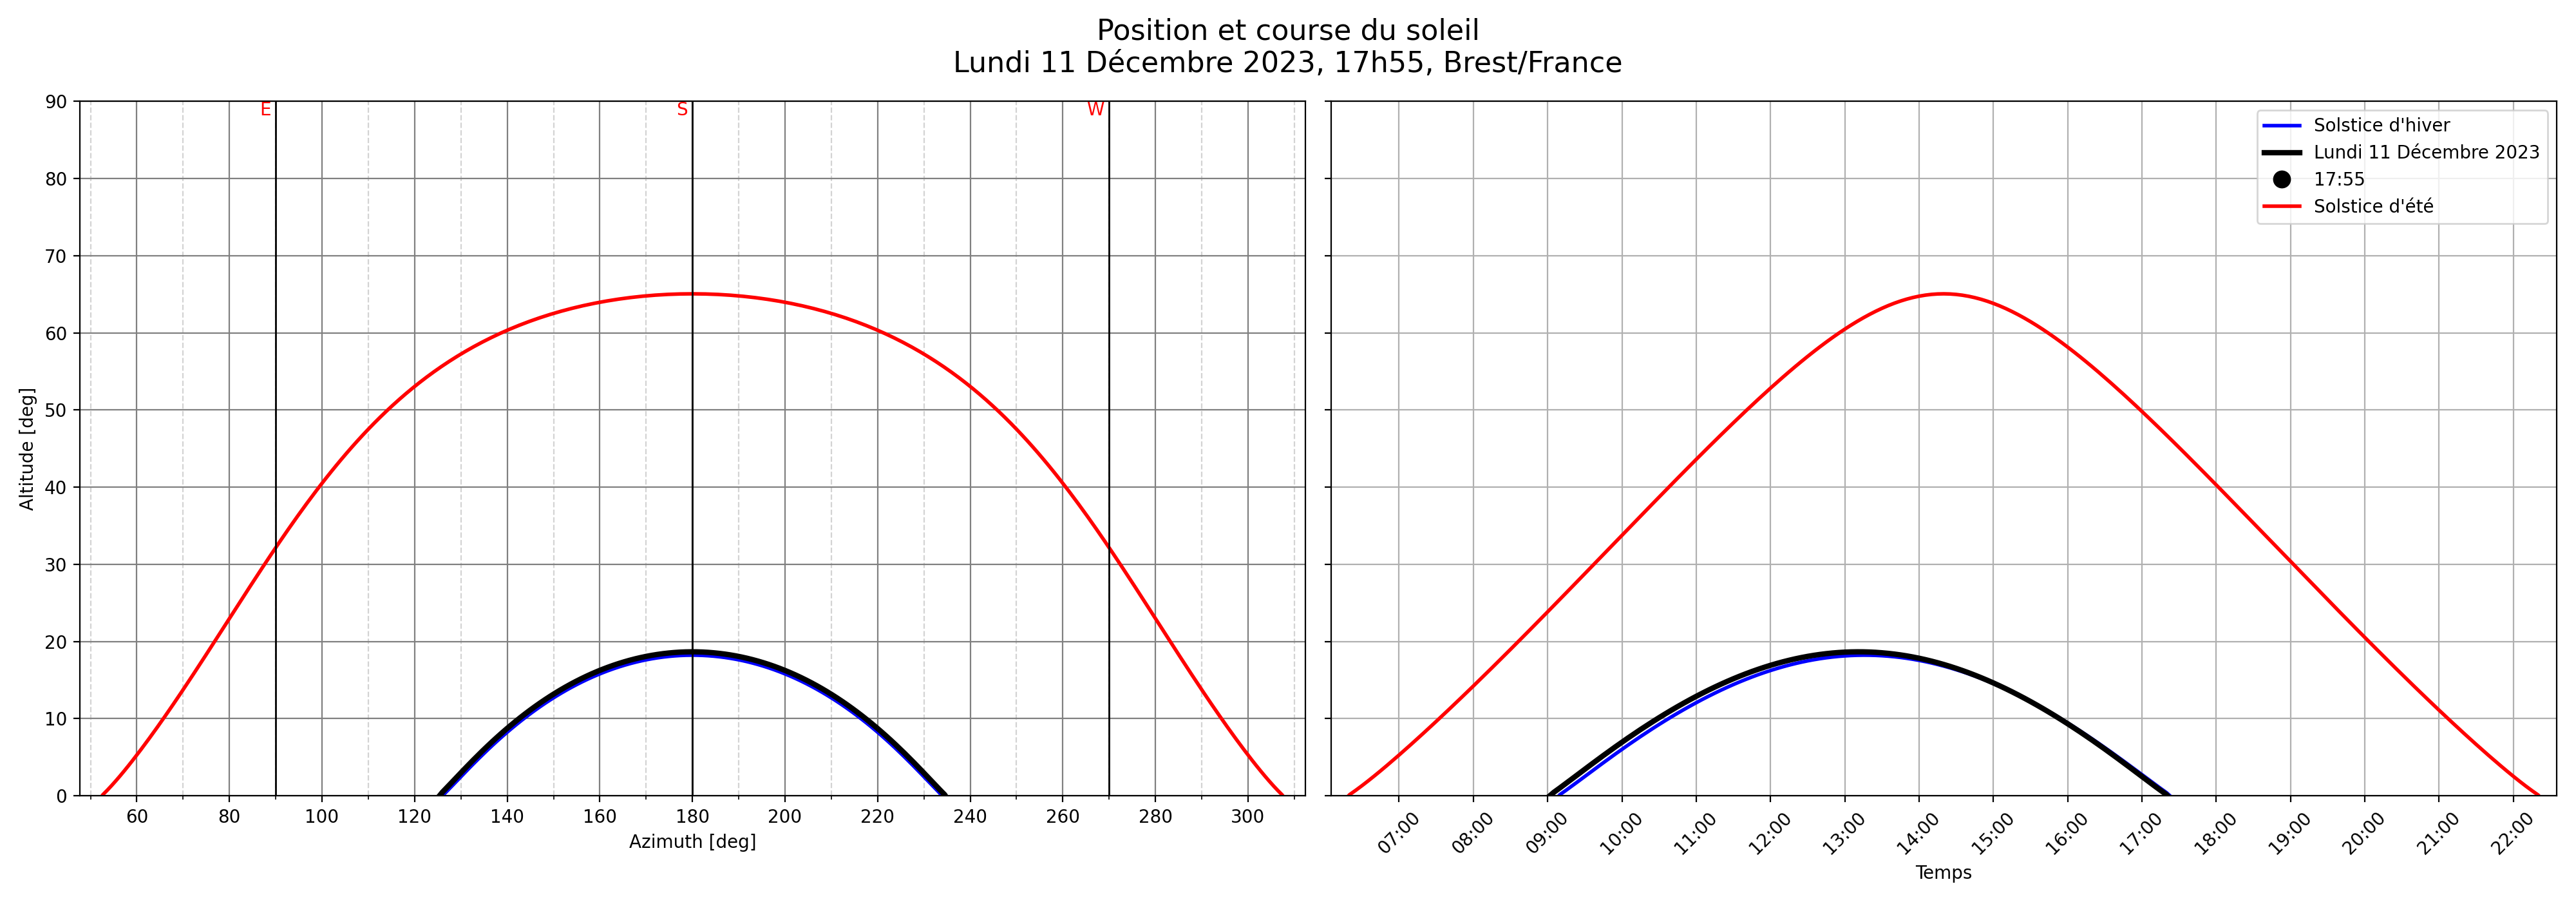 Position et course du soleil
Lundi 11 Décembre 2023, 17h55, Brest/France
E
S
W
90
80
70
60
50
40
30
20
10
0
Altitude [deg]
60 80 100 120 140 160 180 200 220 240 260 280 300
Azimuth [deg]
Solstice d'hiver
Lundi 11 Décembre 2023
17:55
Solstice d'été
07:00 08:00 09:00 10:00 11:00 12:00 13:00 14:00 15:00 16:00 17:00 18:00 19:00 20:00 21:00 22:00
Temps